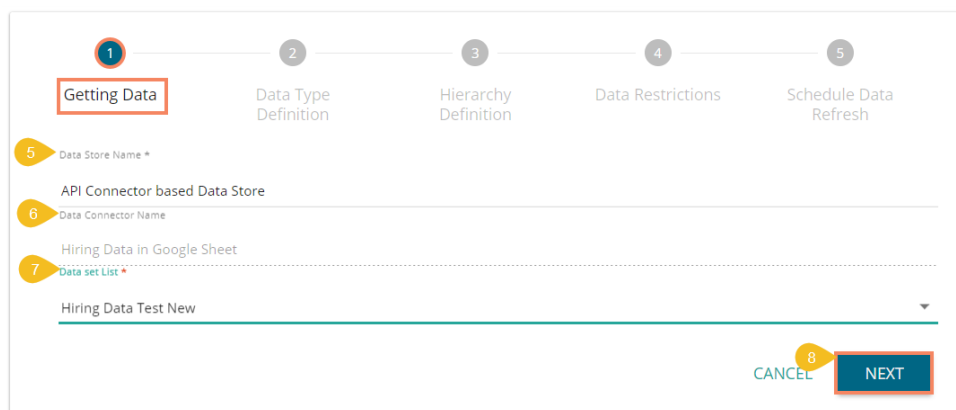 1 2 3 4 5
Getting Data Data Type Hierarchy Data Restrictions Schedule Data
Definition Definition Refresh
5 Data Store Name *
API Connector based Data Store
6 Data Connector Name
Hiring Data in Google Sheet
7 Data set List *
Hiring Data Test New
8
CANCEL NEXT